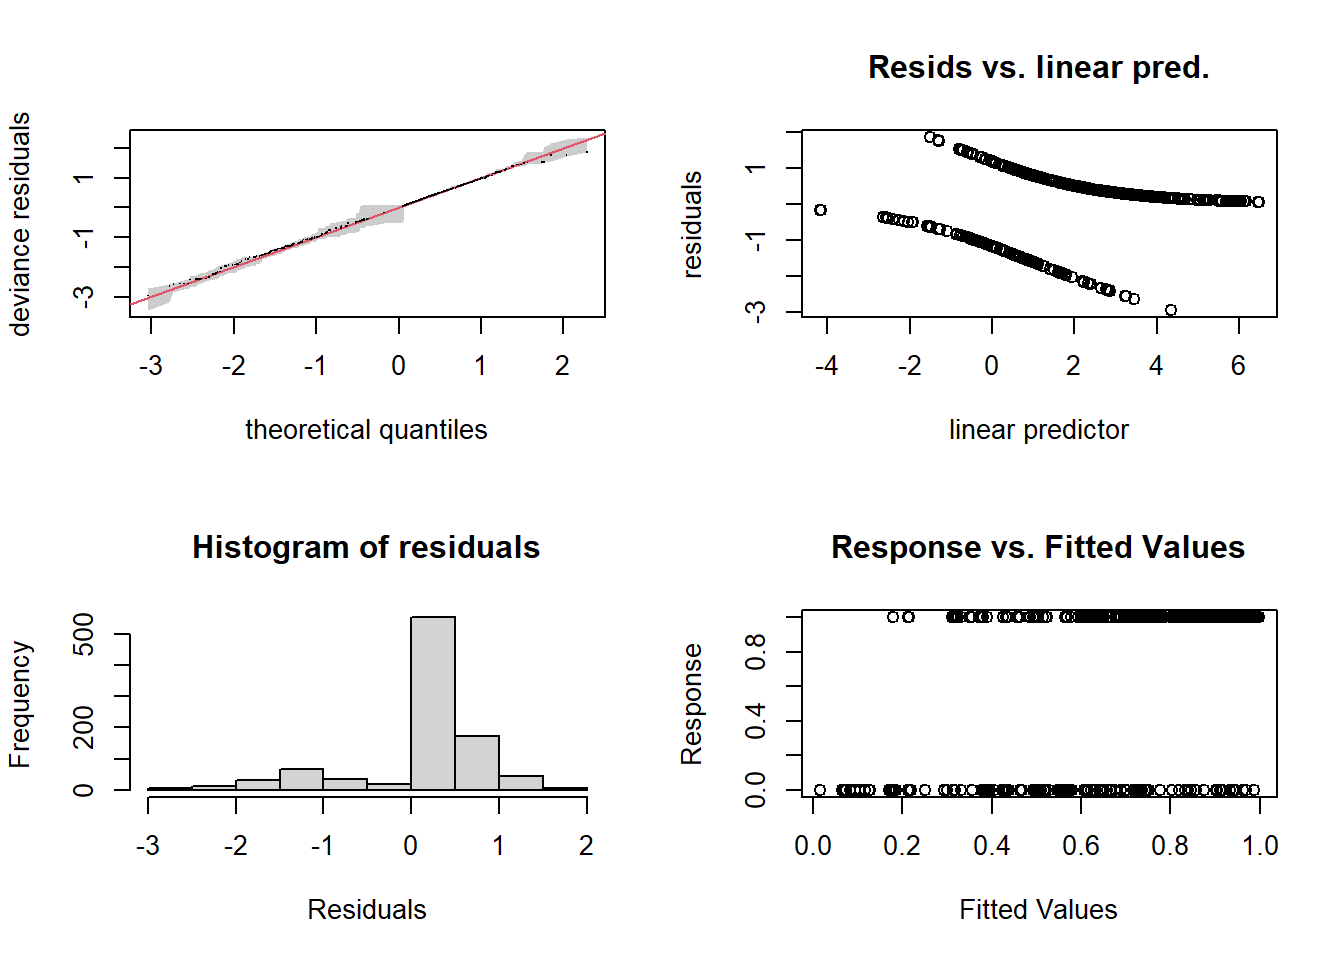 deviance residuals
1
-1
-3
-3 -2 -1 0 1 2
theoretical quantiles
Resids vs. linear pred.
residuals
1
-1
-3
-4 -2 0 2 4 6
linear predictor
Histogram of residuals
Frequency
500
200
0
-3 -2 -1 0 1 2
Residuals
Response vs. Fitted Values
Response
0.8
0.4
0.0
0.0 0.2 0.4 0.6 0.8 1.0
Fitted Values